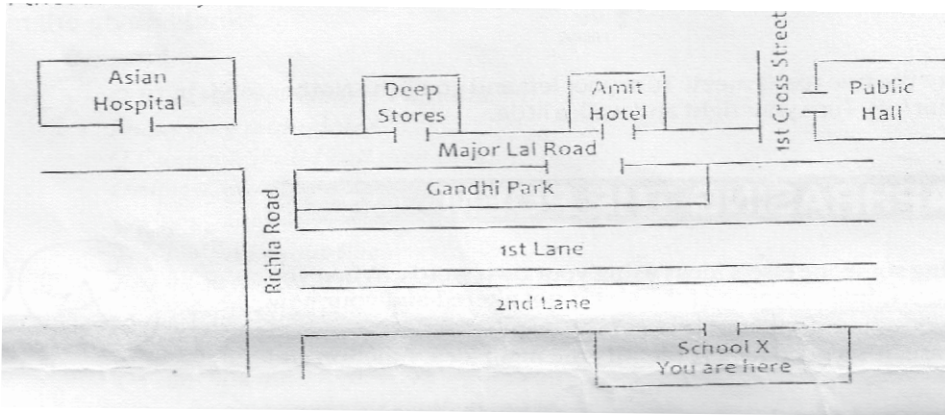 Asian
Hospital
Deep
Stores
Amit
Hotel
1st Cross Street
Public
Hall
Major Lal Road
Gandhi Park
Richla Road
1st Lane
2nd Lane
School X
You are here